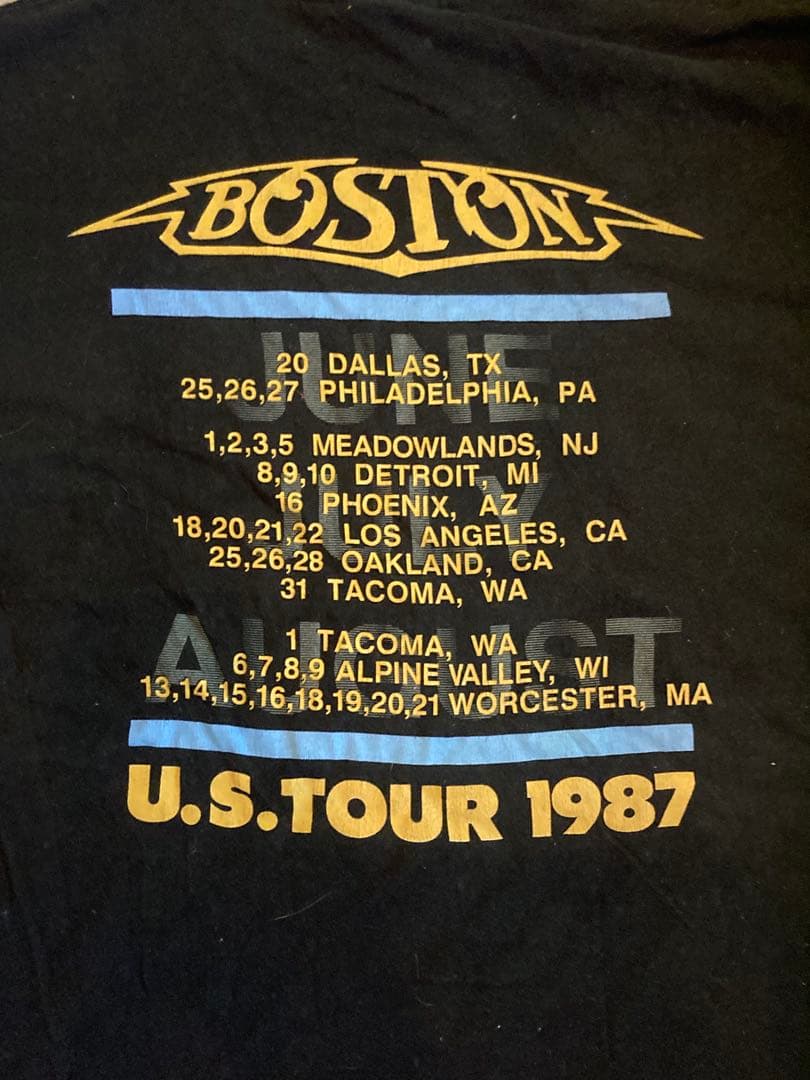 BOSTON
JUNE
20 DALLAS, TX
25,26,27 PHILADELPHIA, PA
JULY
1,2,3,5 MEADOWLANDS, NJ
8,9,10 DETROIT, MI
16 PHOENIX, AZ
18,20,21,22 LOS ANGELES, CA
25,26,28 OAKLAND, CA
31 TACOMA, WA
AUGUST
1 TACOMA, WA
6,7,8,9 ALPINE VALLEY, WI
13,14,15,16,18,19,20,21 WORCESTER, MA
U.S.TOUR 1987